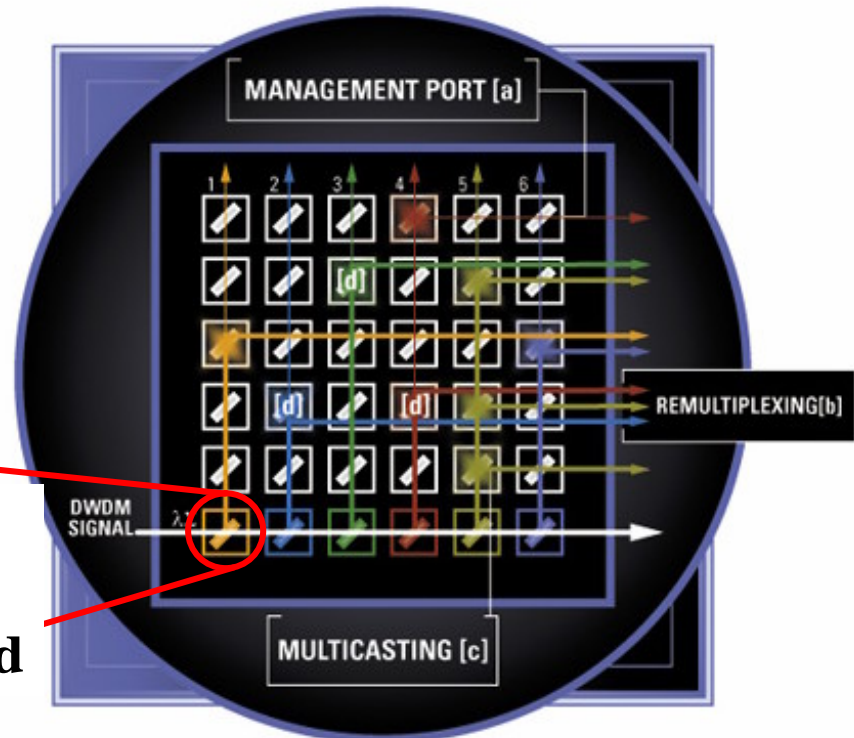 MANAGEMENT PORT [a]
1 2 3 4 5 6
[d]
[d] [d]
REMULTIPLEXING[b]
DWDM
SIGNAL
MULTICASTING [c]
d